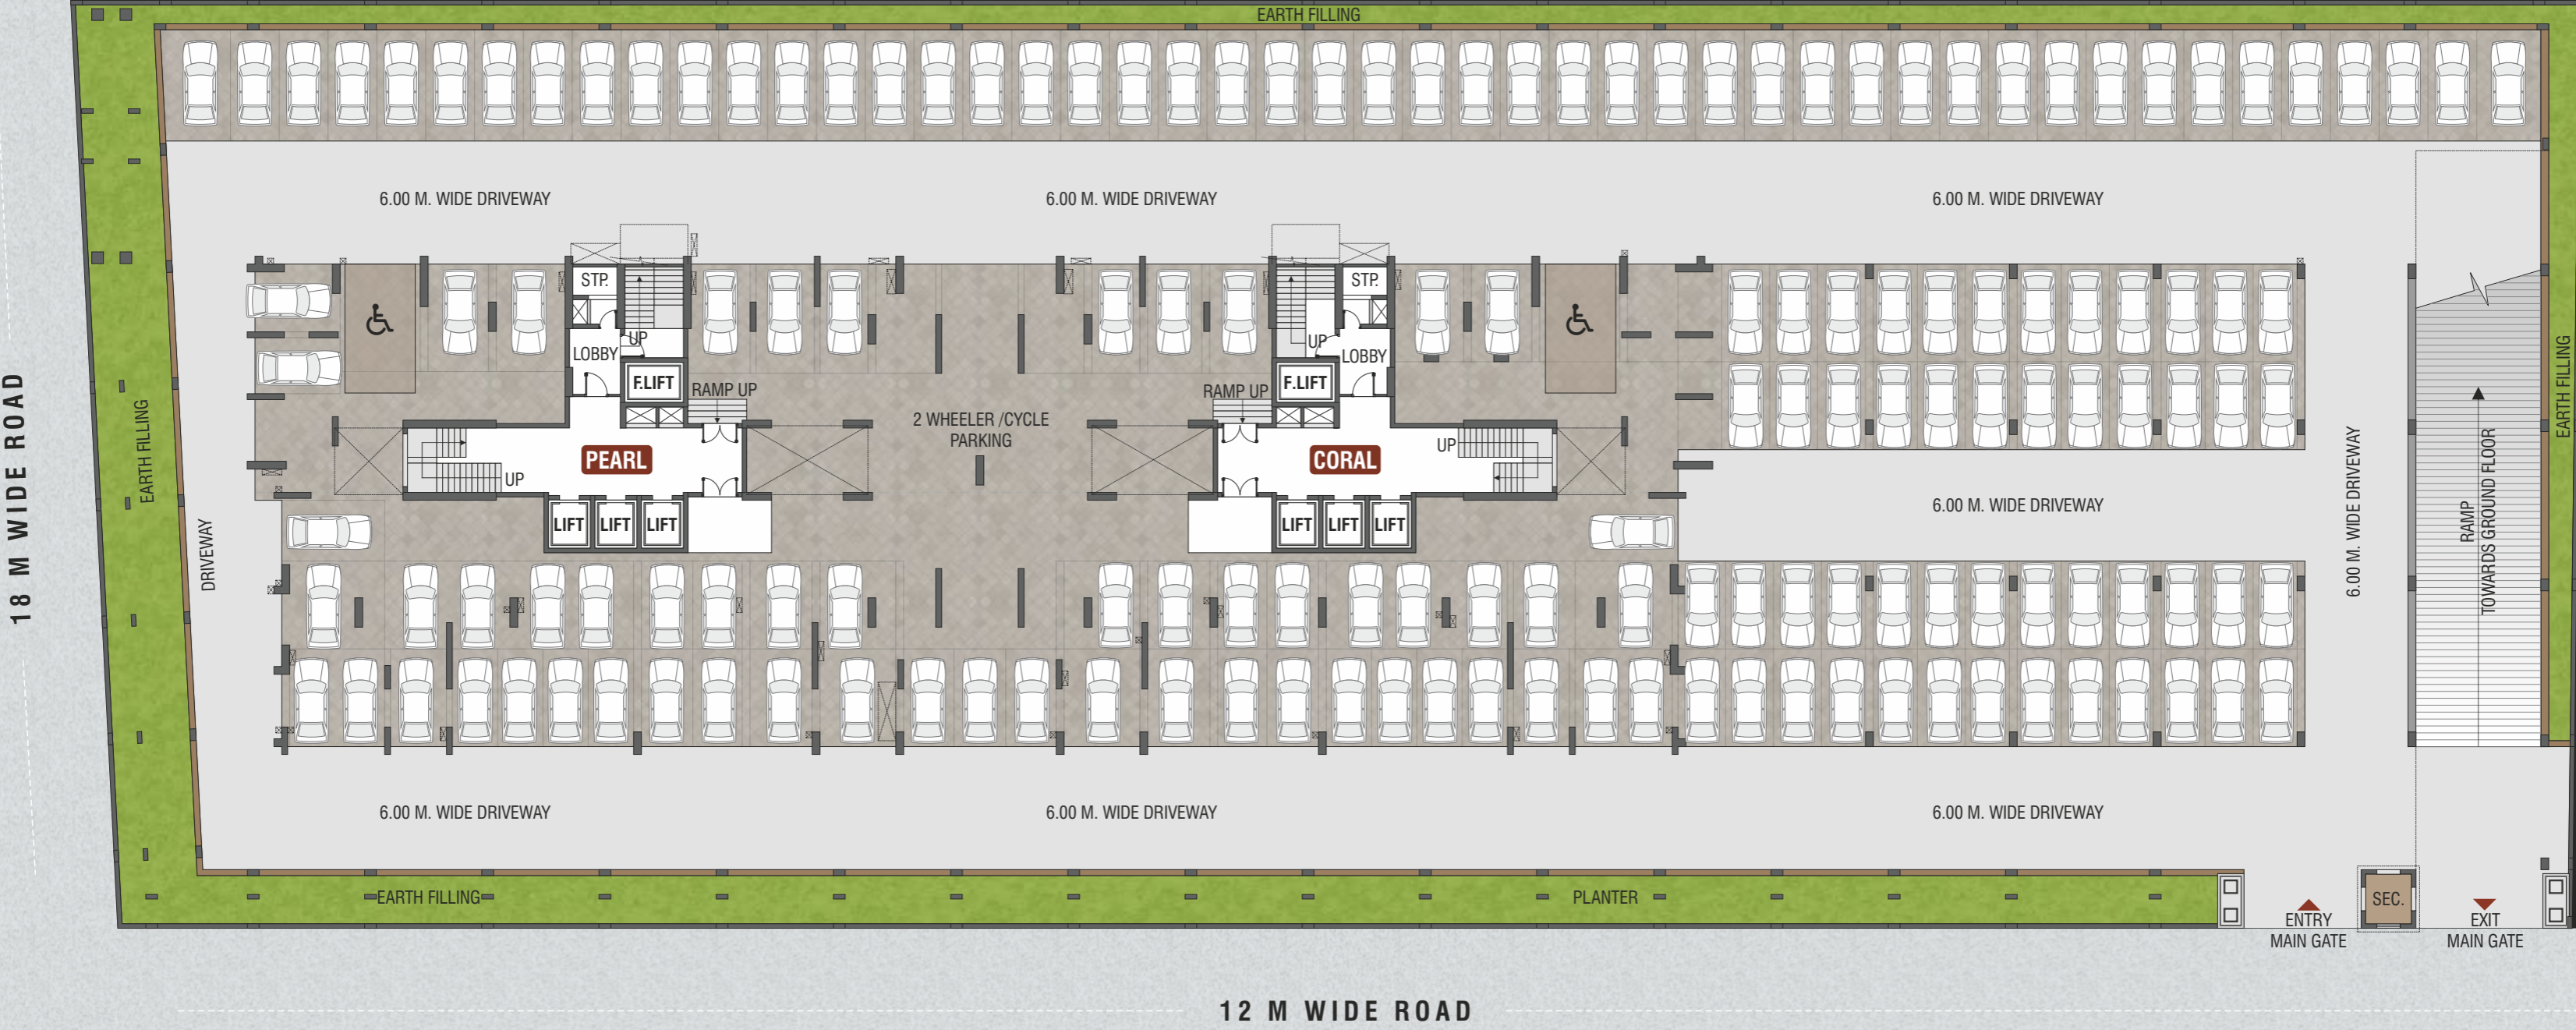 EARTH FILLING
6.00 M. WIDE DRIVEWAY
6.00 M. WIDE DRIVEWAY
6.00 M. WIDE DRIVEWAY
STP.
STP.
UP
UP
LOBBY
LOBBY
F.LIFT
F.LIFT
RAMP UP
RAMP UP
2 WHEELER /CYCLE
PARKING
PEARL
CORAL
UP
UP
LIFT
LIFT
LIFT
LIFT
LIFT
LIFT
6.00 M. WIDE DRIVEWAY
6.00 M. WIDE DRIVEWAY
RAMP
TOWARDS GROUND FLOOR
EARTH FILLING
18 M WIDE ROAD
EARTH FILLING
DRIVEWAY
6.00 M. WIDE DRIVEWAY
6.00 M. WIDE DRIVEWAY
6.00 M. WIDE DRIVEWAY
EARTH FILLING
PLANTER
SEC.
ENTRY
MAIN GATE
EXIT
MAIN GATE
12 M WIDE ROAD